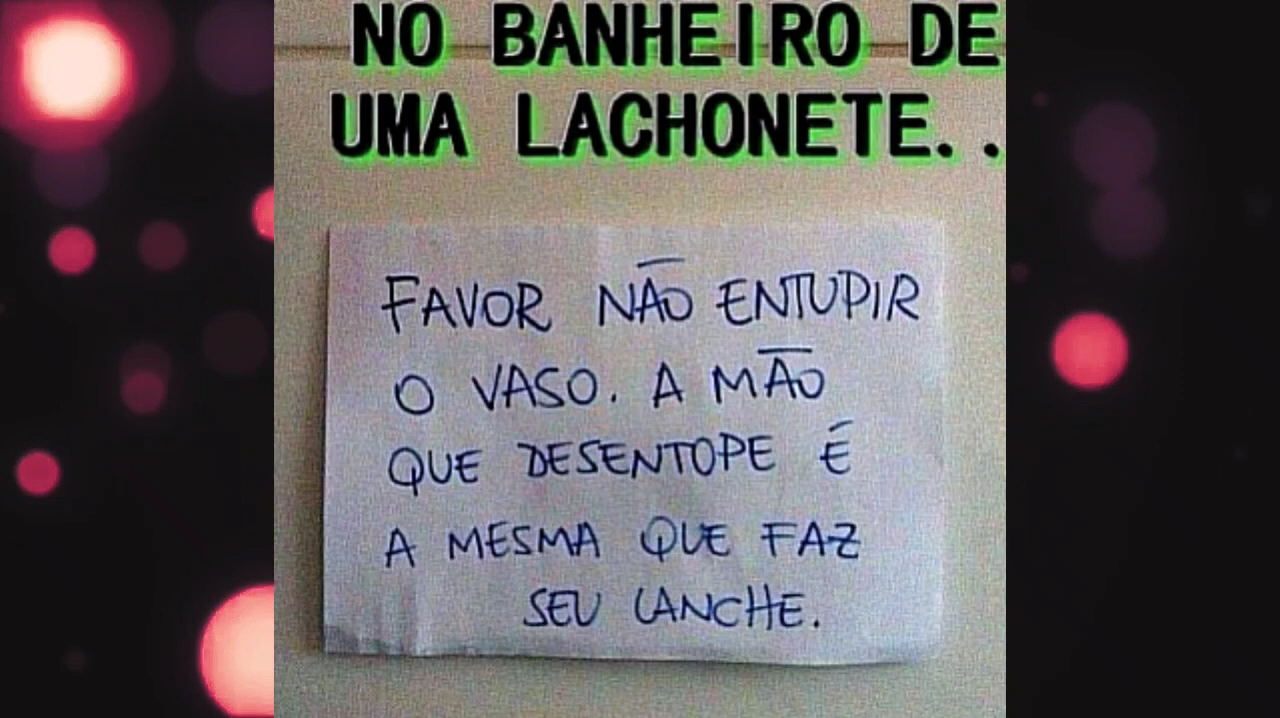 NO BANHEIRO DE
UMA LACHONETE..
FAVOR NÃO ENTUPIR
O VASO. A MÃO
QUE DESENTOPE É
A MESMA QUE FAZ
SEU LANCHE.